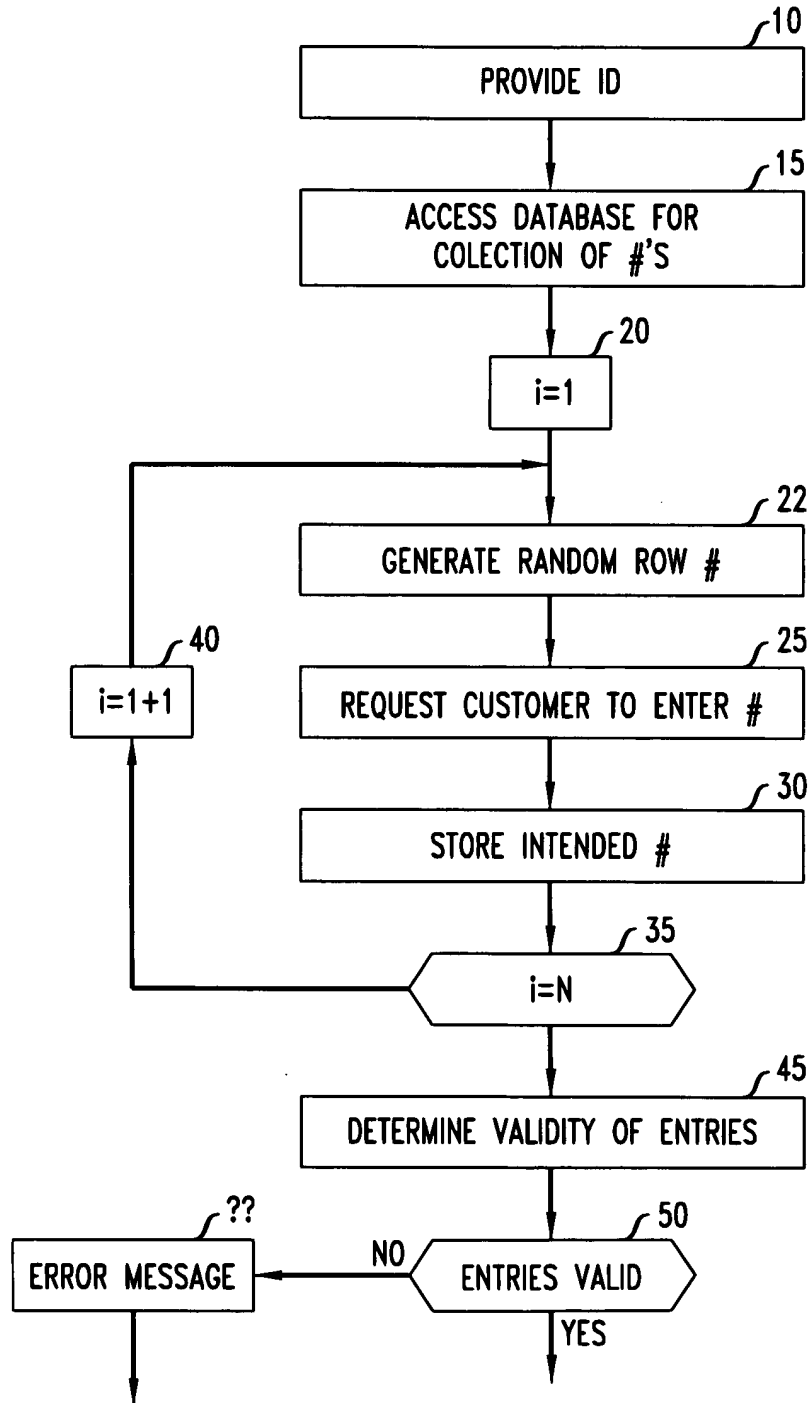 10
PROVIDE ID
15
ACCESS DATABASE FOR
COLECTION OF #'S
20
i=1
22
GENERATE RANDOM ROW #
40
i=1+1
25
REQUEST CUSTOMER TO ENTER #
30
STORE INTENDED #
35
i=N
45
DETERMINE VALIDITY OF ENTRIES
??
ERROR MESSAGE
NO
50
ENTRIES VALID
YES